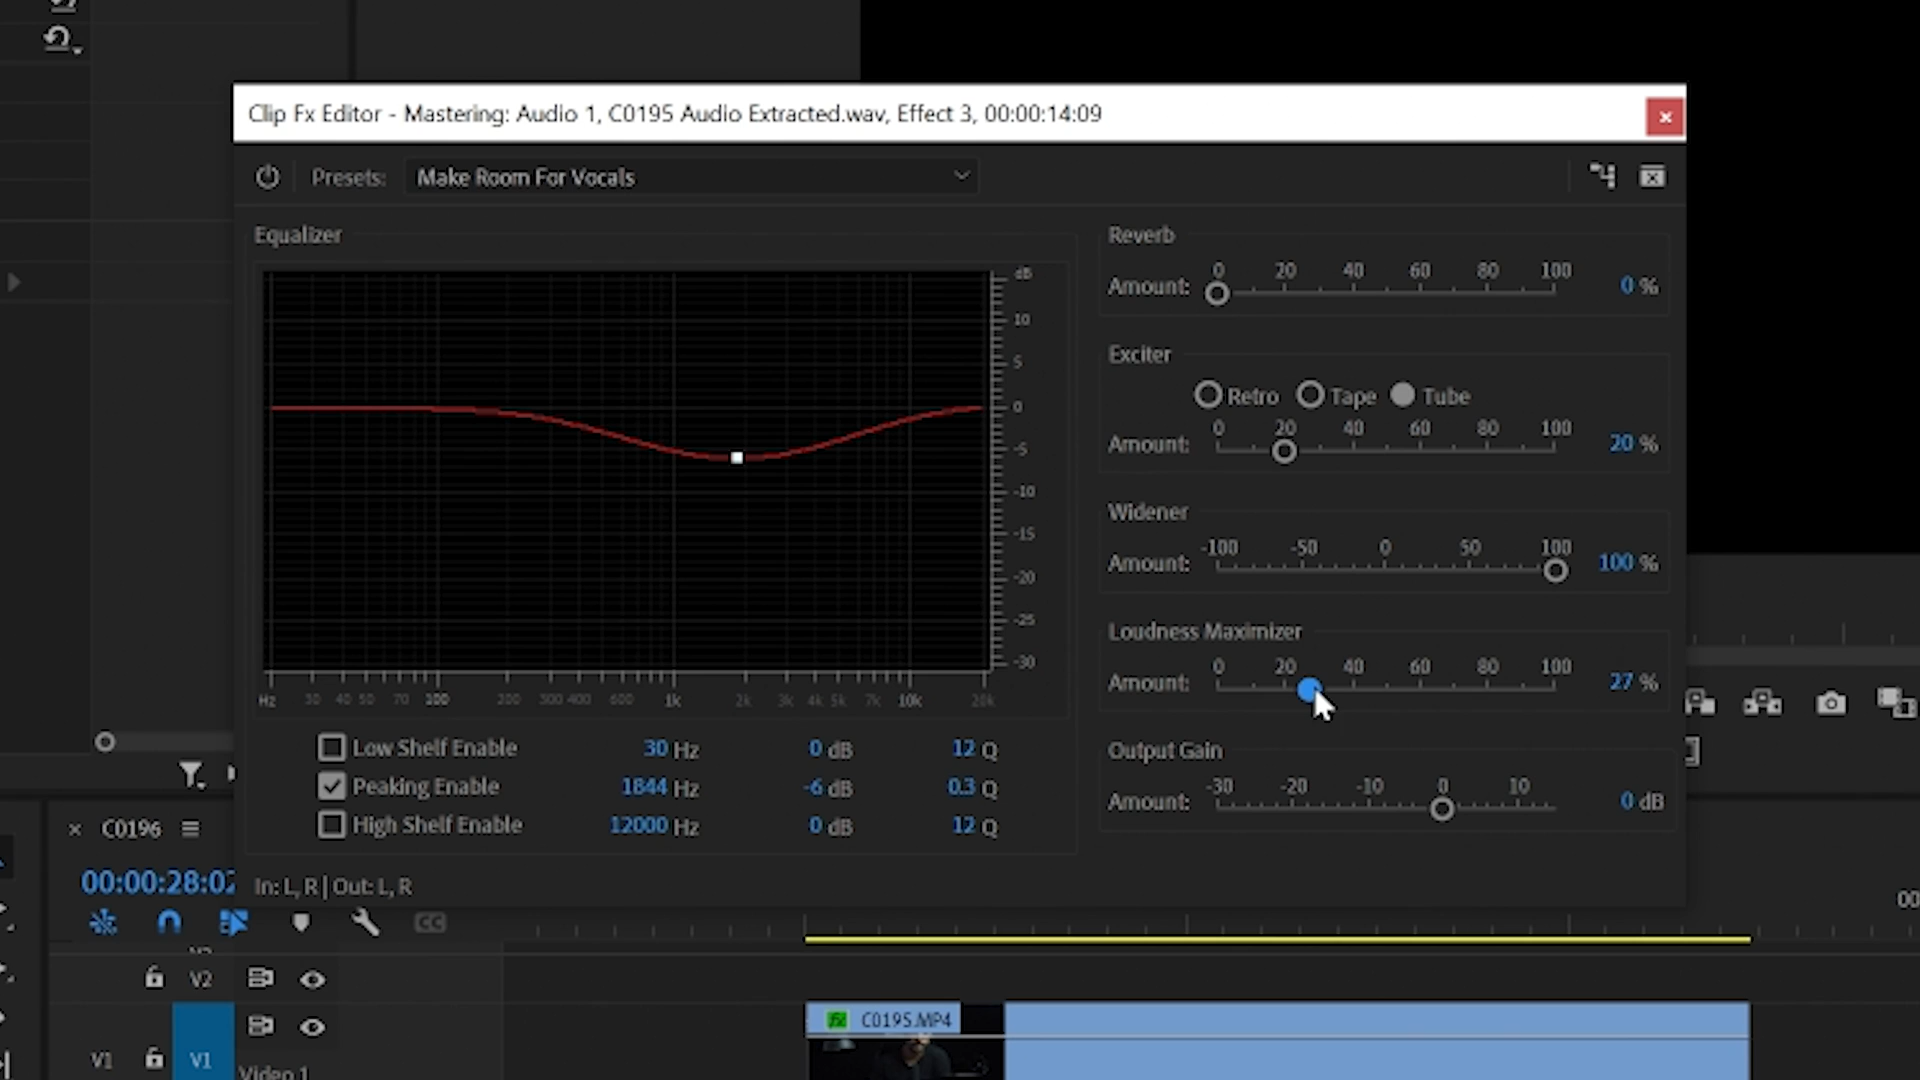 Clip Fx Editor - Mastering: Audio 1, C0195 Audio Extracted.wav, Effect 3, 00:00:14:09
Presets: Make Room For Vocals
Equalizer
dB
10
5
0
-5
-10
-15
-20
-25
-30
Hz 30 40 50 70 100 200 300 400 600 1k 2k 3k 4k 5k 7k 10k 20k
Low Shelf Enable 30 Hz 0 dB 12 Q
Peaking Enable 1844 Hz -6 dB 0.3 Q
High Shelf Enable 12000 Hz 0 dB 12 Q
In: L, R | Out: L, R
Reverb
0 20 40 60 80 100
Amount: 0 %
Exciter
Retro Tape Tube
0 20 40 60 80 100
Amount: 20 %
Widener
-100 -50 0 50 100
Amount: 100 %
Loudness Maximizer
0 20 40 60 80 100
Amount: 27 %
Output Gain
-30 -20 -10 0 10
Amount: 0 dB
× C0196
00:00:28:02
CC
00
V2
fx C0195.MP4
V1 V1
Video 1